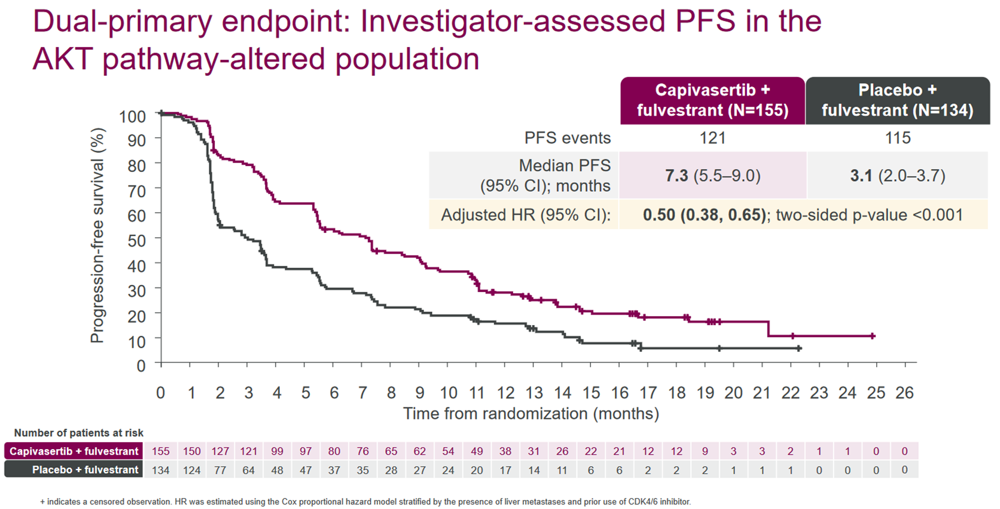 Dual-primary endpoint: Investigator-assessed PFS in the
AKT pathway-altered population
Capivasertib +
fulvestrant (N=155)
Placebo +
fulvestrant (N=134)
PFS events 121 115
Median PFS
(95% CI); months
7.3 (5.5–9.0) 3.1 (2.0–3.7)
Adjusted HR (95% CI): 0.50 (0.38, 0.65); two-sided p-value <0.001
Progression-free survival (%)
100
90
80
70
60
50
40
30
20
10
0
0 1 2 3 4 5 6 7 8 9 10 11 12 13 14 15 16 17 18 19 20 21 22 23 24 25 26
Time from randomization (months)
Number of patients at risk
Capivasertib + fulvestrant 155 150 127 121 99 97 80 76 65 62 54 49 38 31 26 22 21 12 12 9 3 3 2 1 1 0 0
Placebo + fulvestrant 134 124 77 64 48 47 37 35 28 27 24 20 17 14 11 6 6 2 2 2 1 1 1 0 0 0 0
+ indicates a censored observation. HR was estimated using the Cox proportional hazard model stratified by the presence of liver metastases and prior use of CDK4/6 inhibitor.